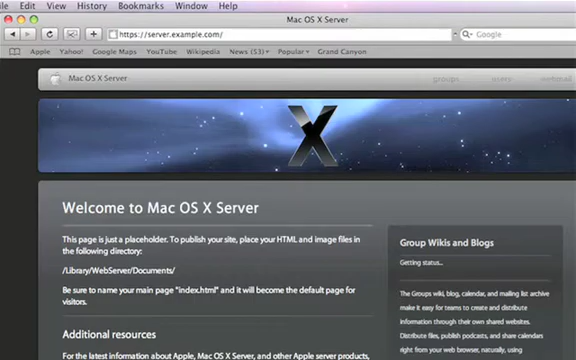 File Edit View History Bookmarks Window Help
Mac OS X Server
https://server.example.com/
Google
Apple Yahoo! Google Maps YouTube Wikipedia News (53) Popular Grand Canyon
Mac OS X Server groups users webmail
X
Welcome to Mac OS X Server
This page is just a placeholder. To publish your site, place your HTML and image files in
the following directory:
/Library/WebServer/Documents/
Be sure to name your main page "index.html" and it will become the default page for
visitors.
Additional resources
For the latest information about Apple, Mac OS X Server, and other Apple server products,
Group Wikis and Blogs
Getting status...
The Groups wiki, blog, calendar, and mailing list archive
make it easy for teams to create and distribute
information through their own shared websites.
Distribute files, publish podcasts, and share calendars
right from your web browser, naturally, using